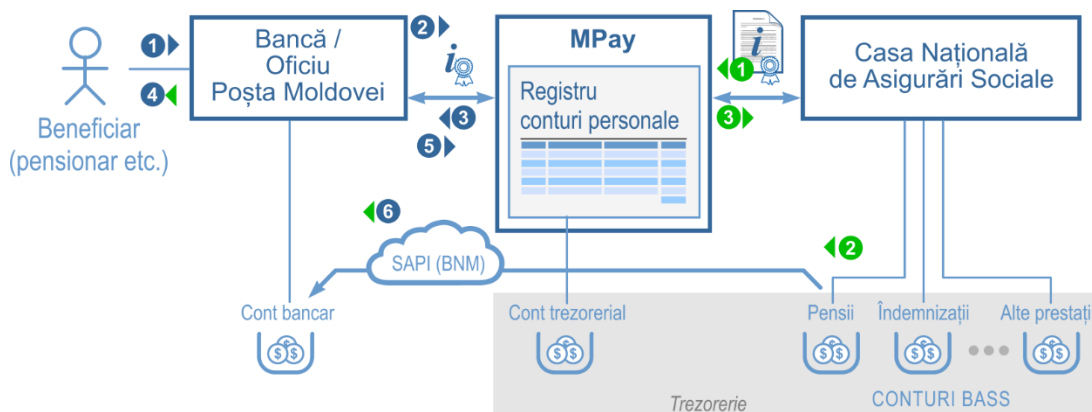 1
2
Bancă /
Oficiu
Poșta Moldovei
MPay
i
i
1
Casa Națională
de Asigurări Sociale
4
Registru
conturi personale
3
5
3
Beneficiar
(pensionar etc.)
6
2
SAPI (BNM)
Cont bancar
Cont trezorerial
Pensii
Îndemnizații
Alte prestați
$ $ $
$ $ $
$ $ $
$ $ $
$ $ $
Trezorerie
CONTURI BASS